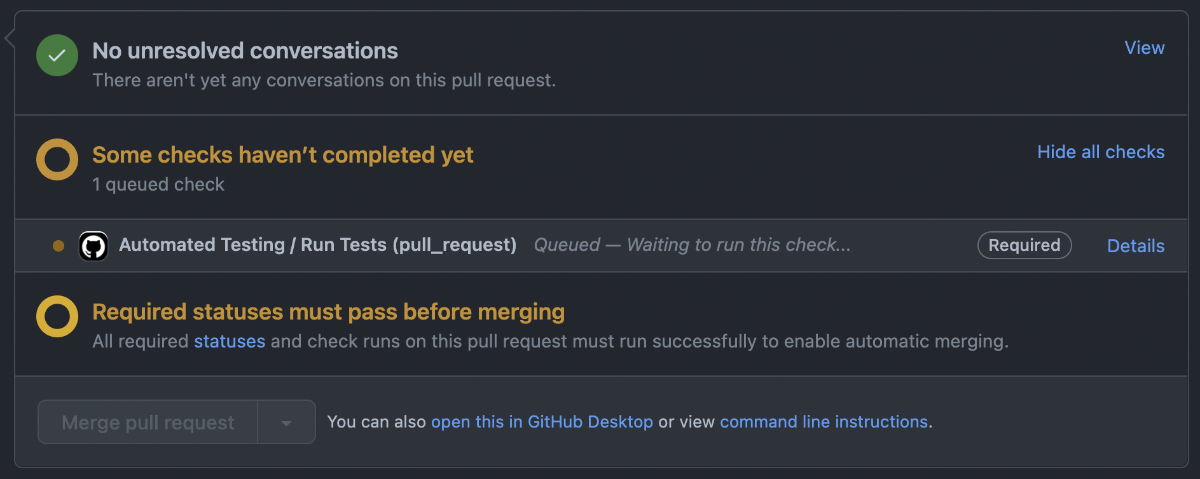 No unresolved conversations
View
There aren't yet any conversations on this pull request.
Some checks haven’t completed yet
Hide all checks
1 queued check
Automated Testing / Run Tests (pull_request) Queued — Waiting to run this check... Required Details
Required statuses must pass before merging
All required statuses and check runs on this pull request must run successfully to enable automatic merging.
Merge pull request You can also open this in GitHub Desktop or view command line instructions.